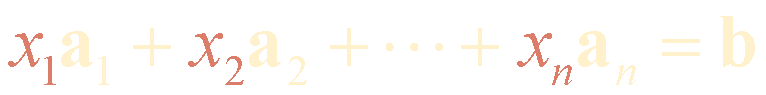 x₁a₁ + x₂a₂ + ⋯ + xₙaₙ = b